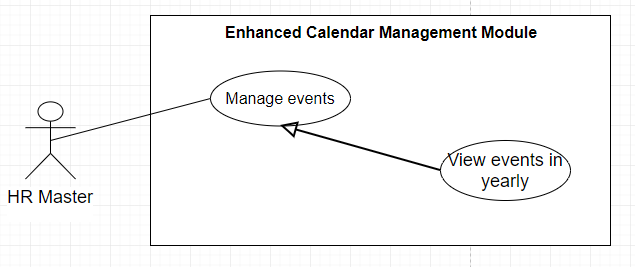 Enhanced Calendar Management Module
Manage events
View events in
yearly
HR Master